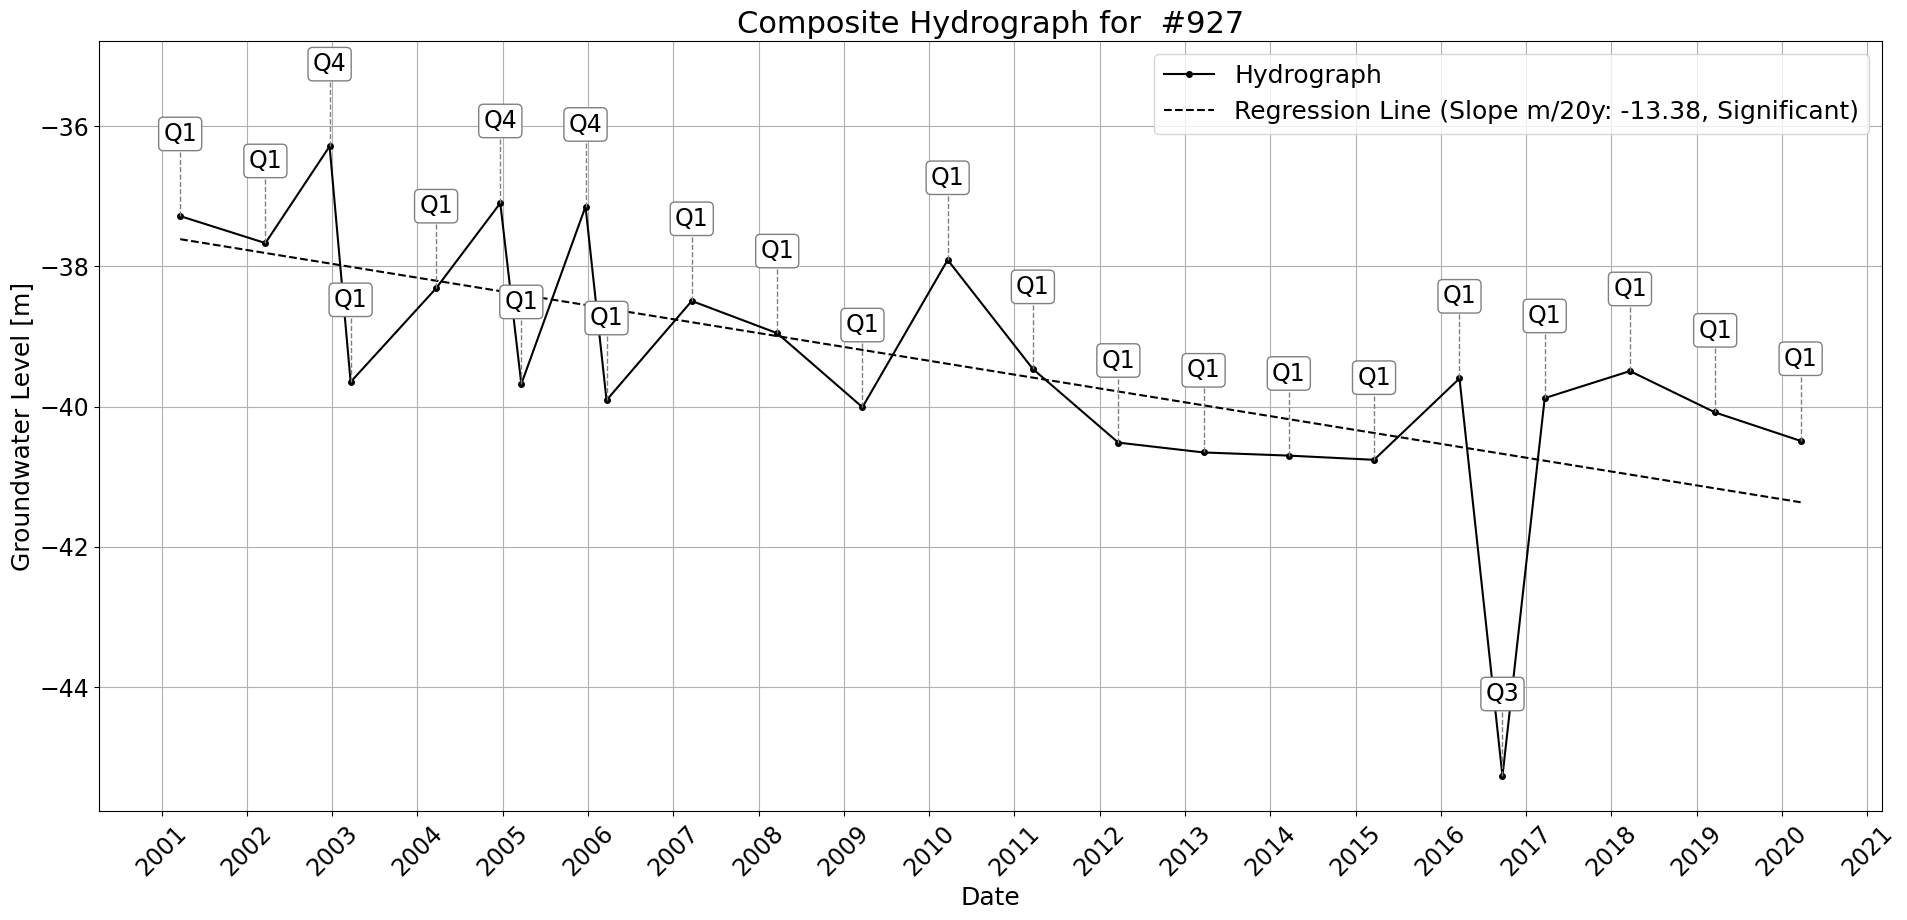 Composite Hydrograph for  #927
Hydrograph
Regression Line (Slope m/20y: -13.38, Significant)
Groundwater Level [m]
−36
−38
−40
−42
−44
Q1
Q1
Q4
Q1
Q1
Q4
Q1
Q4
Q1
Q1
Q1
Q1
Q1
Q1
Q1
Q1
Q1
Q1
Q1
Q3
Q1
Q1
Q1
Q1
2001
2002
2003
2004
2005
2006
2007
2008
2009
2010
2011
2012
2013
2014
2015
2016
2017
2018
2019
2020
2021
Date